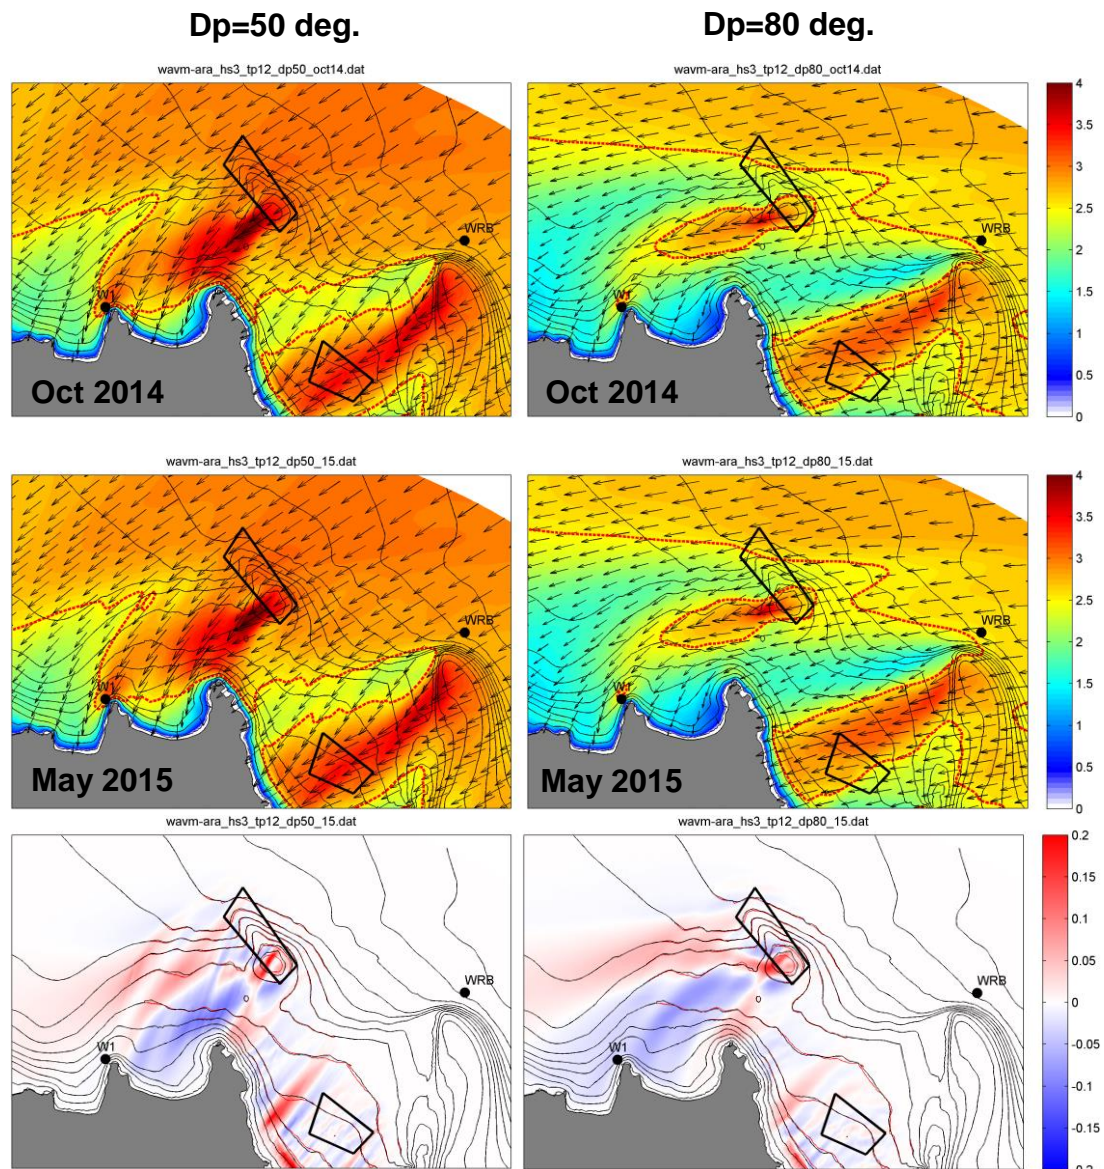 Dp=50 deg.
Dp=80 deg.
wavm-ara_hs3_tp12_dp50_oct14.dat
wavm-ara_hs3_tp12_dp80_oct14.dat
WRB
W1
Oct 2014
WRB
W1
Oct 2014
4
3.5
3
2.5
2
1.5
1
0.5
0
wavm-ara_hs3_tp12_dp50_15.dat
wavm-ara_hs3_tp12_dp80_15.dat
WRB
W1
May 2015
WRB
W1
May 2015
4
3.5
3
2.5
2
1.5
1
0.5
0
wavm-ara_hs3_tp12_dp50_15.dat
wavm-ara_hs3_tp12_dp80_15.dat
WRB
W1
WRB
W1
0.2
0.15
0.1
0.05
0
-0.05
-0.1
-0.15
-0.2